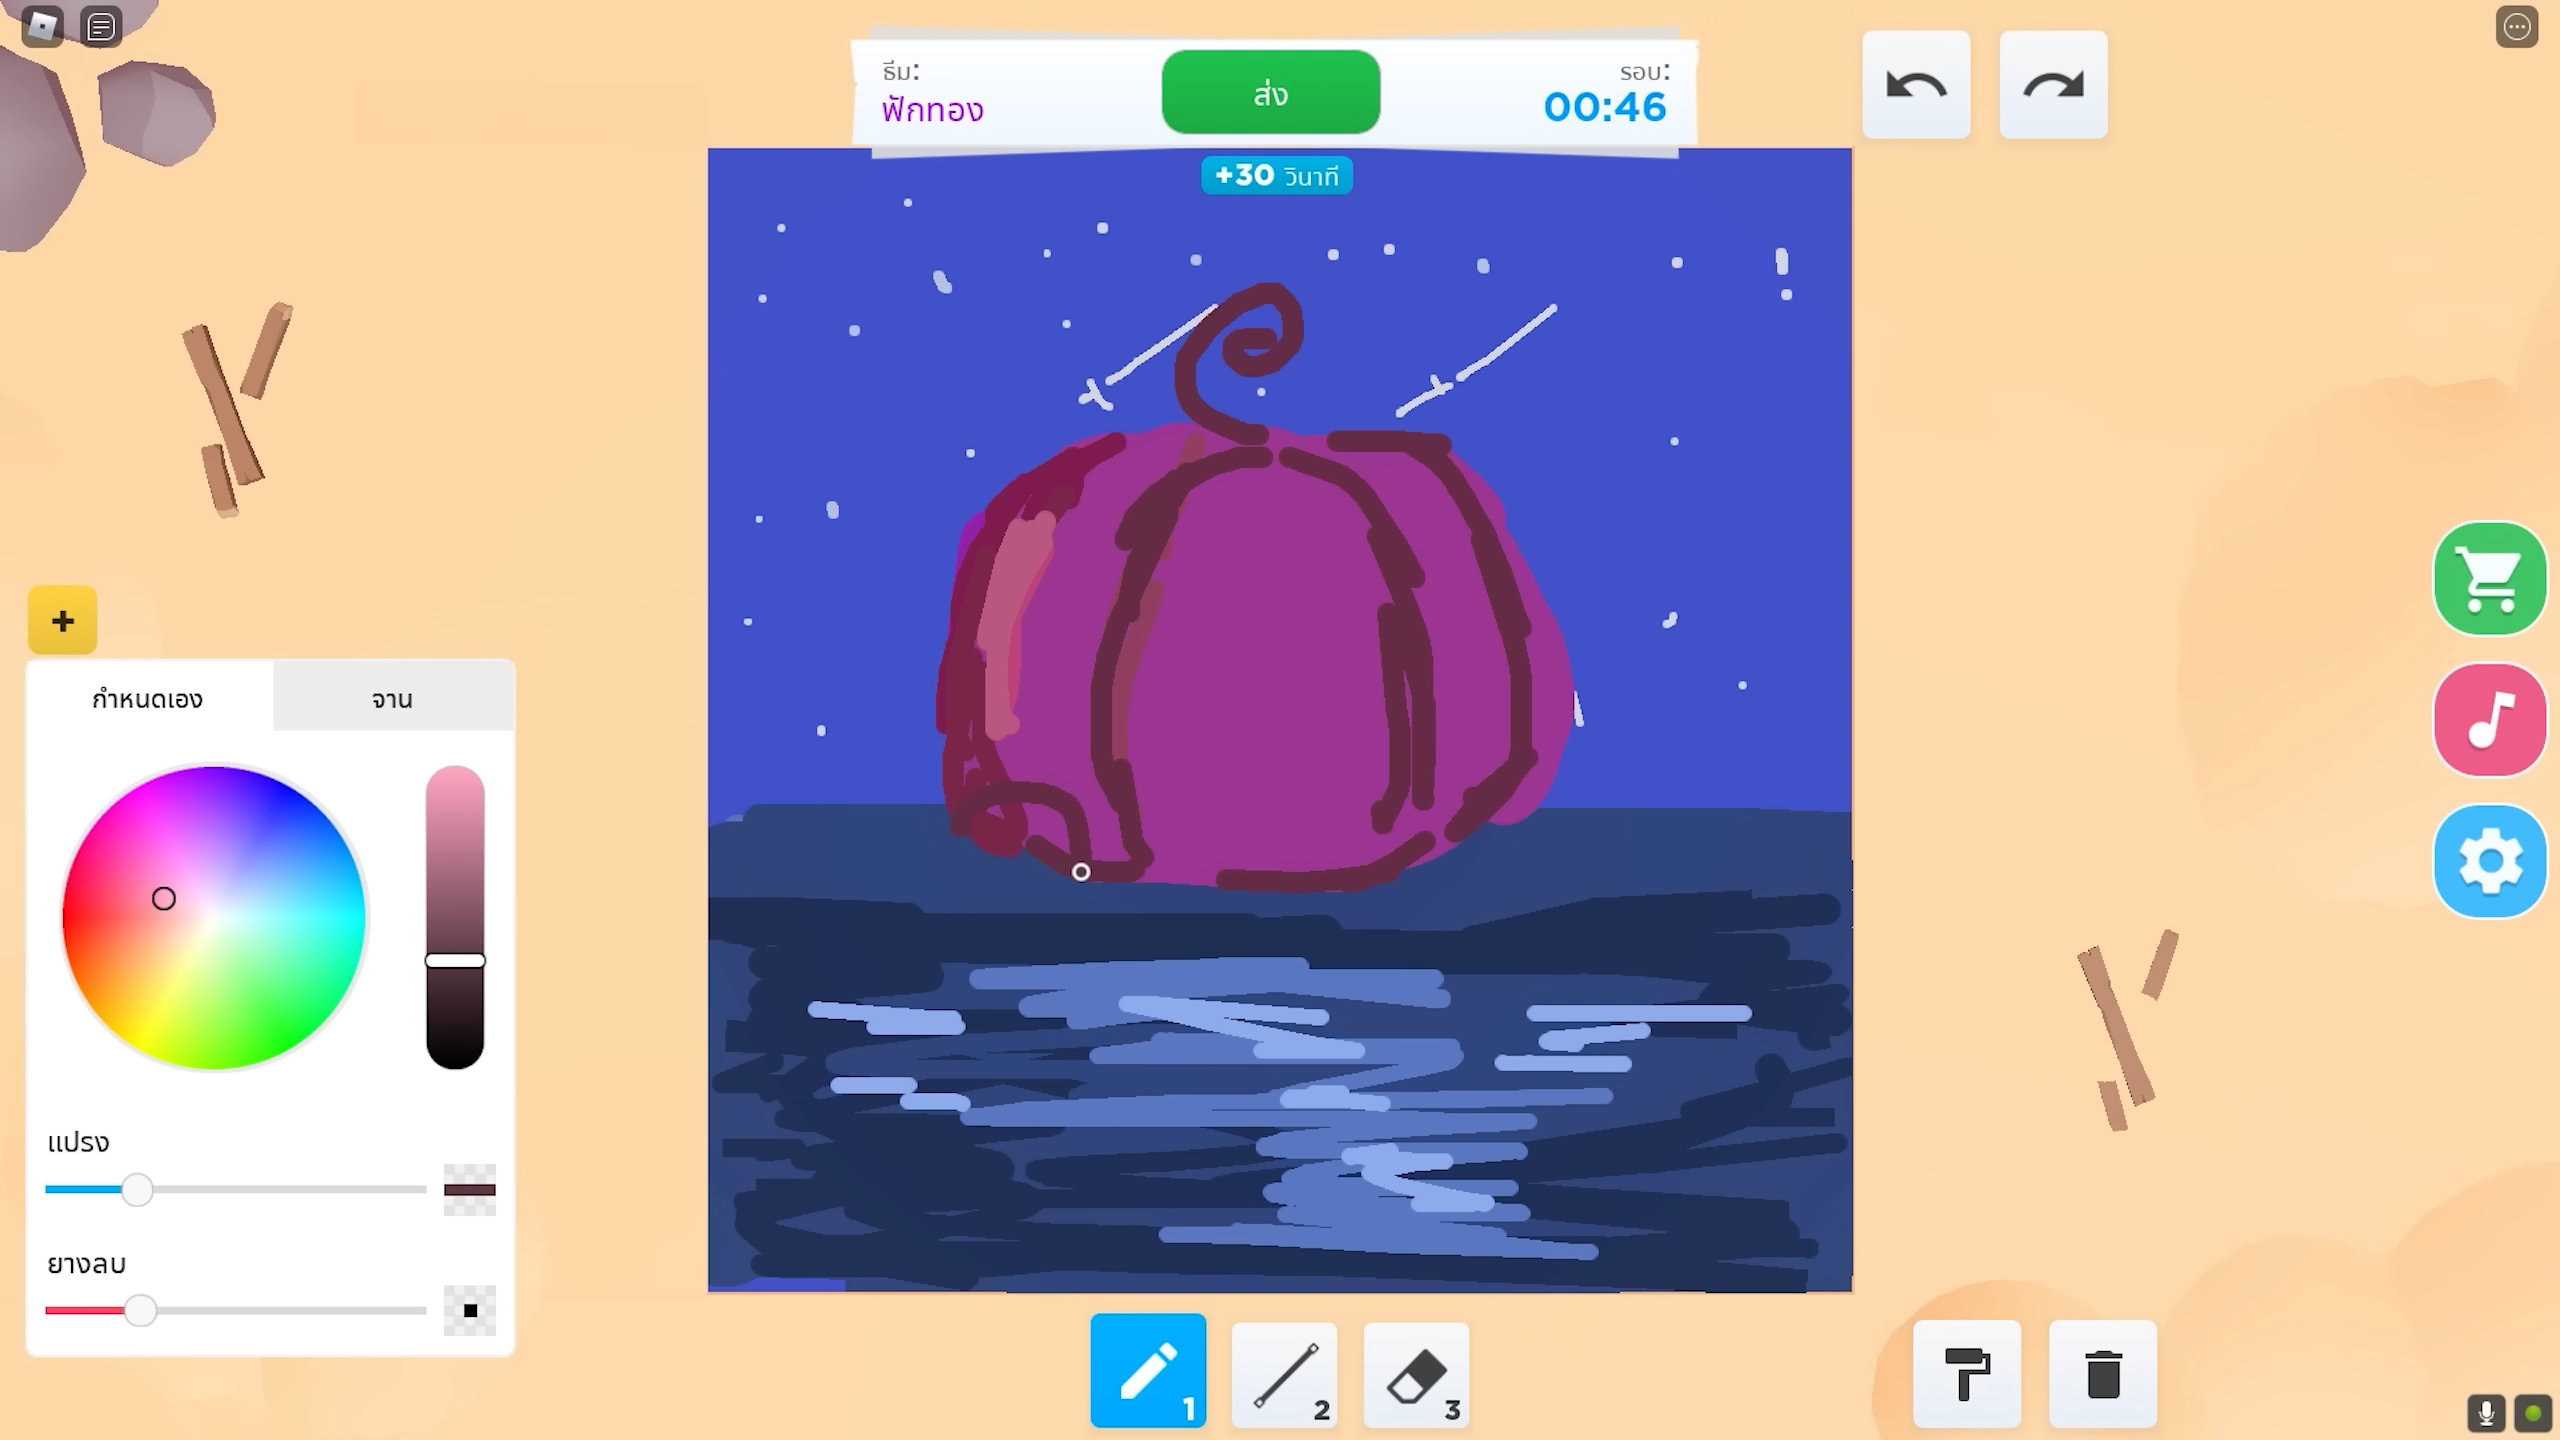 ธีม:
ฟักทอง
ส่ง
รอบ:
00:46
+30 วินาที
+
กำหนดเอง
จาน
แปรง
ยางลบ
1
2
3